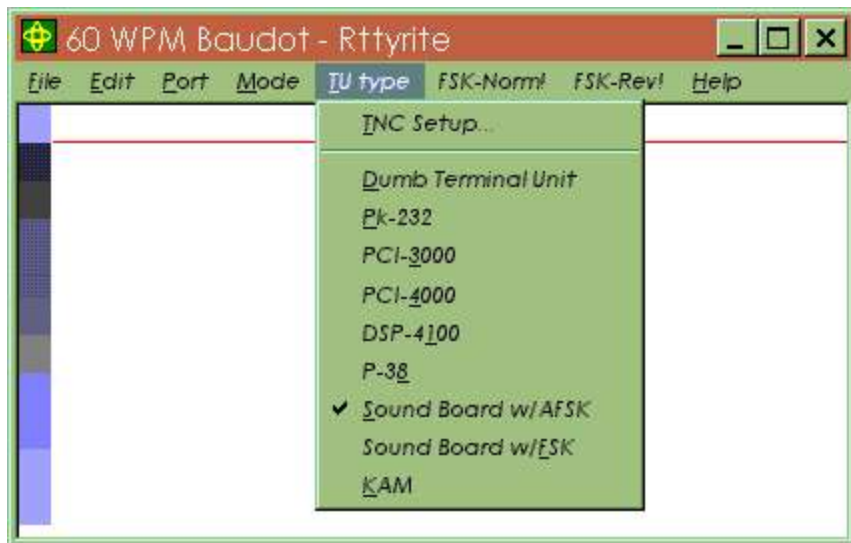 60 WPM Baudot - Rttyrite
File Edit Port Mode TU type FSK-Norm! FSK-Rev! Help
TNC Setup...
Dumb Terminal Unit
Pk-232
PCI-3000
PCI-4000
DSP-4100
P-38
Sound Board w/AFSK
Sound Board w/FSK
KAM